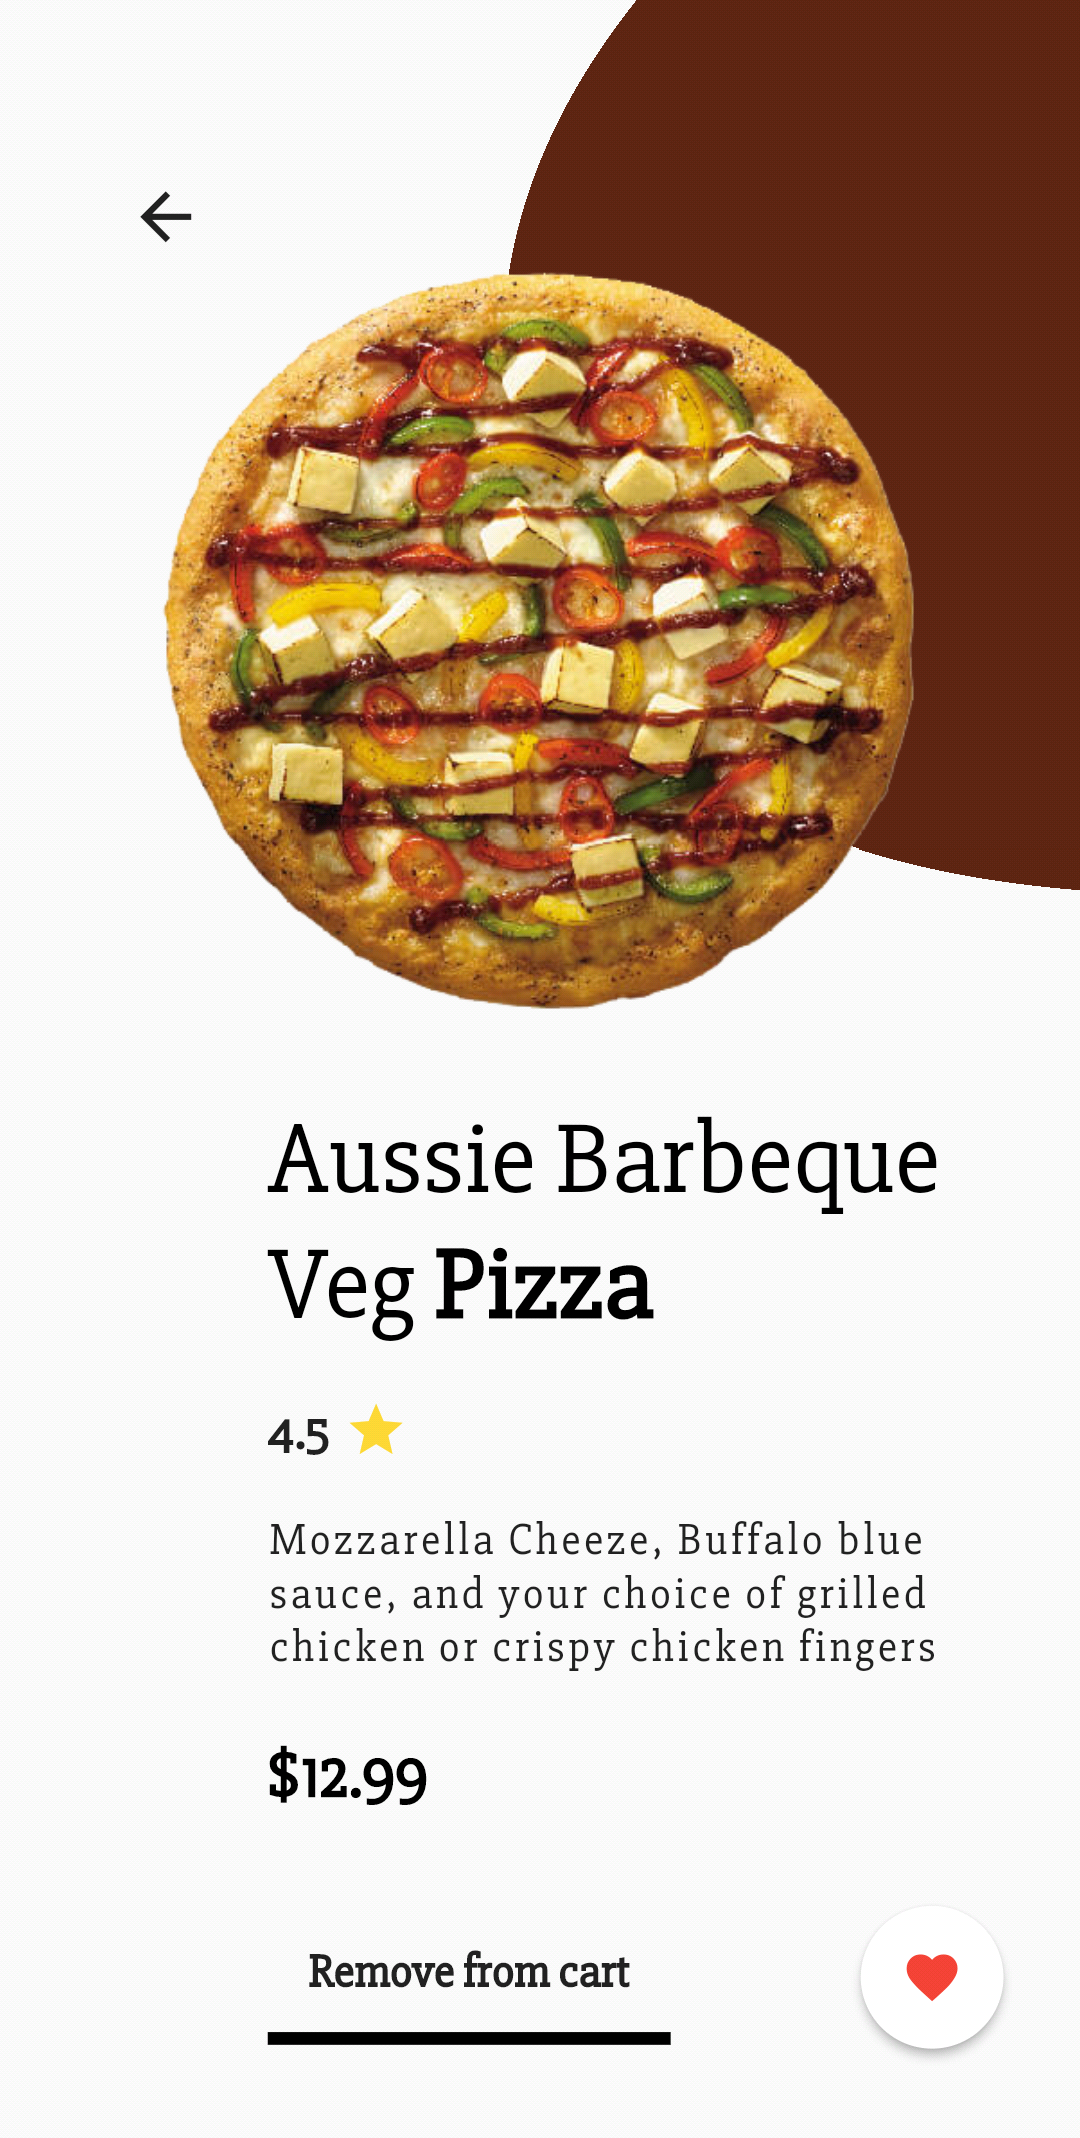 Aussie Barbeque
Veg Pizza
4.5
Mozzarella Cheeze, Buffalo blue
sauce, and your choice of grilled
chicken or crispy chicken fingers
$12.99
Remove from cart